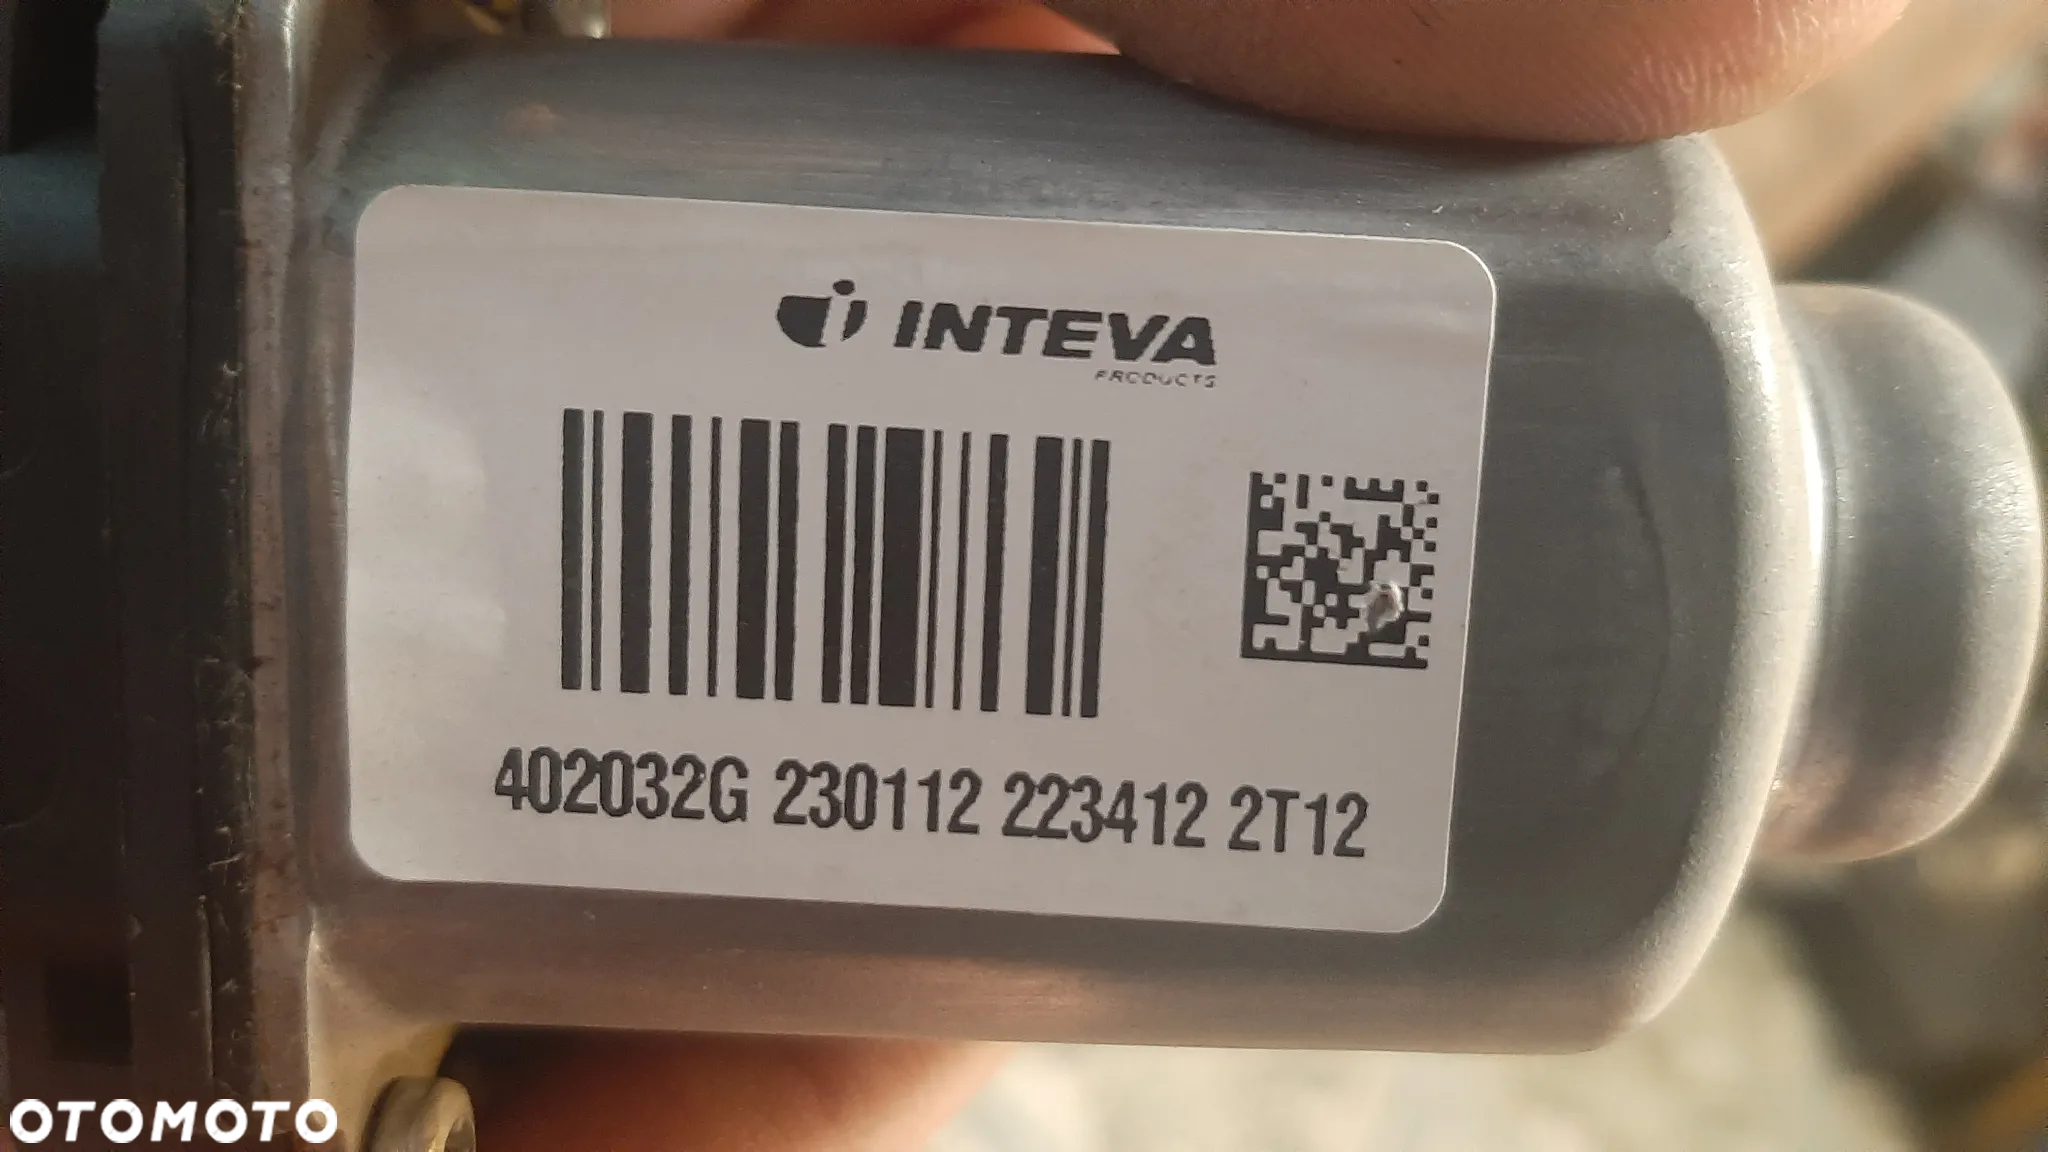 INTEVA
PRODUCTS
402032G 230112 223412 2T12
OTOMOTO